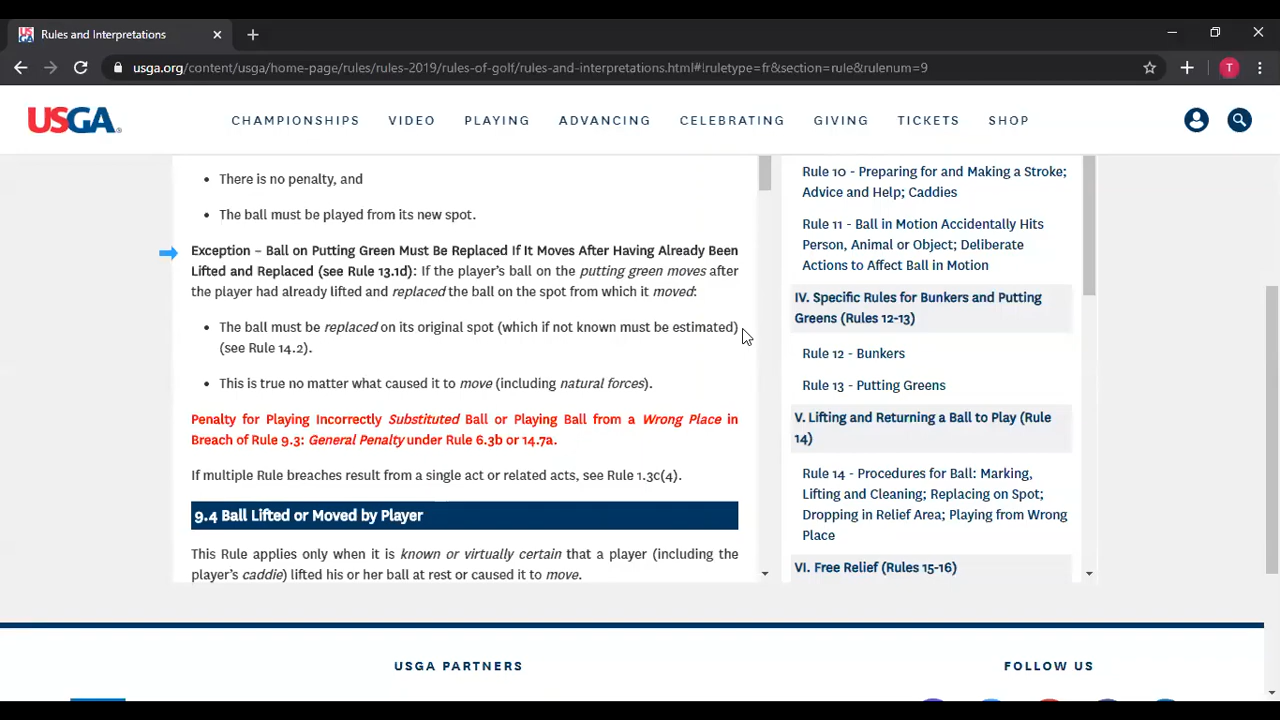 Rules and Interpretations
usga.org/content/usga/home-page/rules/rules-2019/rules-of-golf/rules-and-interpretations.html#!ruletype=fr&section=rule&rulenum=9
T
USGA
CHAMPIONSHIPS VIDEO PLAYING ADVANCING CELEBRATING GIVING TICKETS SHOP
• There is no penalty, and
• The ball must be played from its new spot.
Exception – Ball on Putting Green Must Be Replaced If It Moves After Having Already Been
Lifted and Replaced (see Rule 13.1d): If the player's ball on the putting green moves after
the player had already lifted and replaced the ball on the spot from which it moved:
• The ball must be replaced on its original spot (which if not known must be estimated)
(see Rule 14.2).
• This is true no matter what caused it to move (including natural forces).
Penalty for Playing Incorrectly Substituted Ball or Playing Ball from a Wrong Place in
Breach of Rule 9.3: General Penalty under Rule 6.3b or 14.7a.
If multiple Rule breaches result from a single act or related acts, see Rule 1.3c(4).
9.4 Ball Lifted or Moved by Player
This Rule applies only when it is known or virtually certain that a player (including the
player's caddie) lifted his or her ball at rest or caused it to move.
Rule 10 - Preparing for and Making a Stroke;
Advice and Help; Caddies
Rule 11 - Ball in Motion Accidentally Hits
Person, Animal or Object; Deliberate
Actions to Affect Ball in Motion
IV. Specific Rules for Bunkers and Putting
Greens (Rules 12-13)
Rule 12 - Bunkers
Rule 13 - Putting Greens
V. Lifting and Returning a Ball to Play (Rule
14)
Rule 14 - Procedures for Ball: Marking,
Lifting and Cleaning; Replacing on Spot;
Dropping in Relief Area; Playing from Wrong
Place
VI. Free Relief (Rules 15-16)
USGA PARTNERS
FOLLOW US